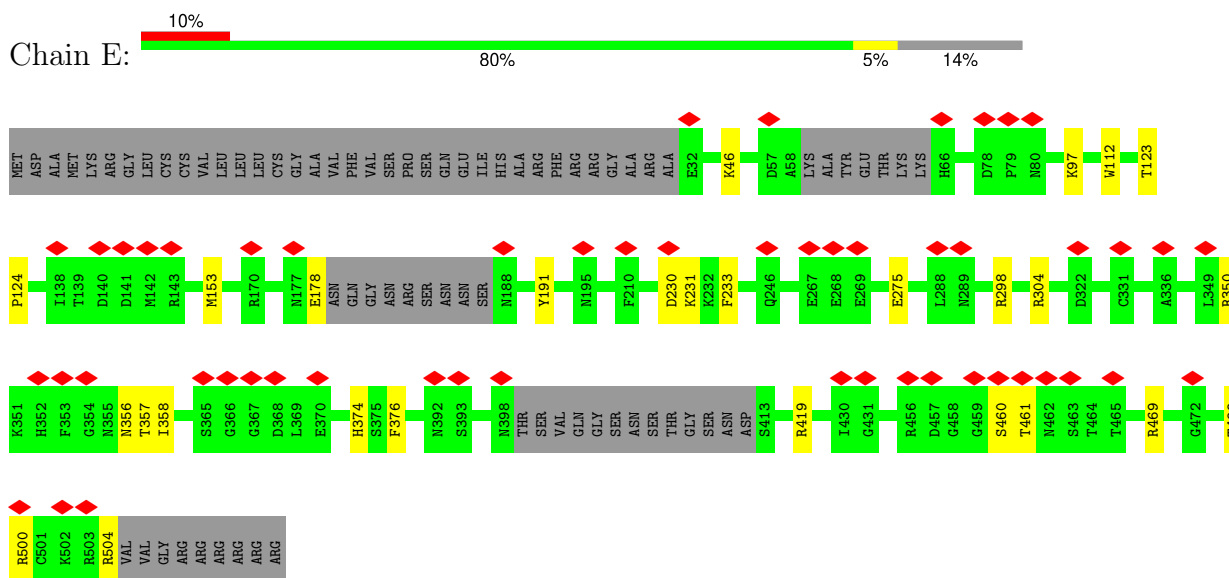 10%
Chain E:
80% 5% 14%
MET ASP ALA MET LYS ARG GLY LEU CYS CYS VAL LEU LEU LEU CYS GLY ALA VAL PHE VAL SER PRO SER GLN GLU ILE HIS ALA ARG PHE ARG ARG GLY ALA ARG ALA E32 K46 D57 A58 LYS ALA TYR GLU THR LYS LYS H66 D78 P79 N80 K97 W112 T123
P124 I138 T139 D140 D141 M142 R143 M153 R170 N177 E178 ASN GLN GLY ASN ARG SER ASN ASN SER N188 Y191 N195 F210 D230 K231 K232 F233 Q246 E267 E268 E269 E275 L288 N289 R298 R304 D322 C331 A336 L349 R350
K351 H352 F353 G354 N355 N356 T357 I358 S365 G366 G367 D368 L369 E370 H374 S375 F376 N392 S393 N398 THR SER VAL GLN GLY SER ASN SER THR GLY SER ASN ASP S413 R419 I430 G431 R456 D457 G458 G459 S460 T461 N462 S463 T464 T465 R469 G472
R500 C501 K502 R503 R504 VAL VAL GLY ARG ARG ARG ARG ARG ARG